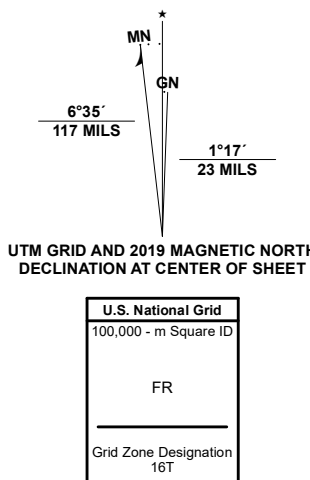 ★
MN
GN
6°35´
117 MILS
1°17´
23 MILS
UTM GRID AND 2019 MAGNETIC NORTH
DECLINATION AT CENTER OF SHEET
U.S. National Grid
100,000 - m Square ID
FR
Grid Zone Designation
16T